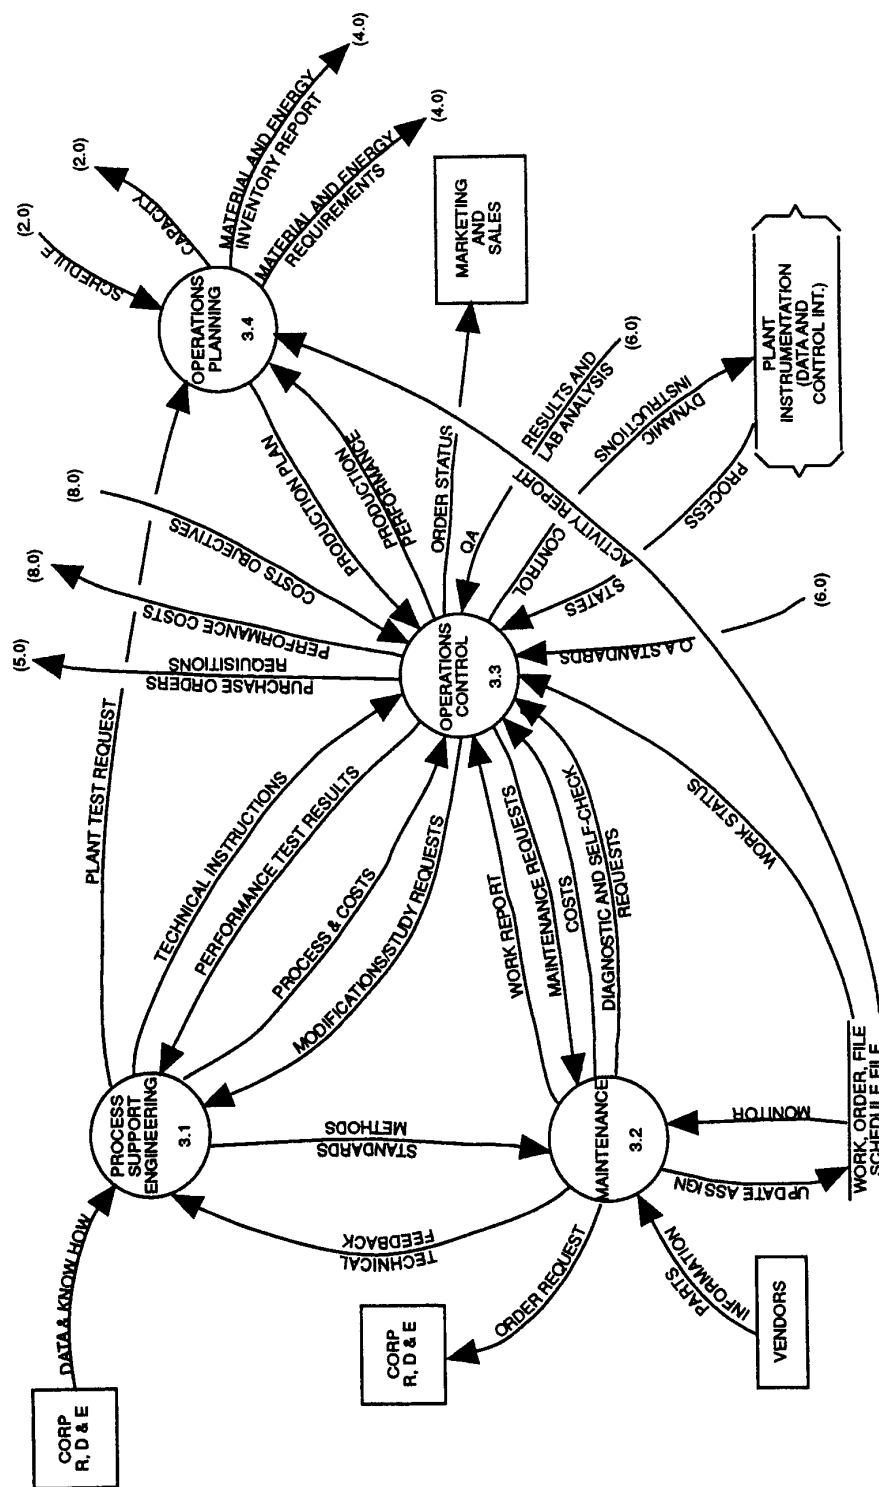 CORP
R, D & E
DATA & KNOW HOW
PROCESS
SUPPORT
ENGINEERING
3.1
PLANT TEST REQUEST
TECHNICAL INSTRUCTIONS
PERFORMANCE TEST RESULTS
PROCESS & COSTS
MODIFICATIONS/STUDY REQUESTS
STANDARDS
METHODS
TECHNICAL
FEEDBACK
CORP
R, D & E
ORDER REQUEST
VENDORS
PARTS
INFORMATION
MAINTENANCE
3.2
UPDATE ASSIGN
MONITOR
WORK, ORDER, FILE
SCHEDULE FILE
WORK REPORT
MAINTENANCE REQUESTS
COSTS
DIAGNOSTIC AND SELF-CHECK
REQUESTS
WORK STATUS
ACTIVITY REPORT
OPERATIONS
CONTROL
3.3
PURCHASE ORDERS
REQUISITIONS
(5.0)
PERFORMANCE COSTS
(8.0)
COSTS OBJECTIVES
(8.0)
PRODUCTION PLAN
PRODUCTION
PERFORMANCE
ORDER STATUS
MARKETING
AND
SALES
QA
RESULTS AND
LAB ANALYSIS
(6.0)
CONTROL
DYNAMIC
INSTRUCTIONS
STATES
PROCESS
PLANT
INSTRUMENTATION
(DATA AND
CONTROL INT.)
Q.A STANDARDS
(6.0)
OPERATIONS
PLANNING
3.4
SCHEDULE
(2.0)
CAPACITY
(2.0)
MATERIAL AND ENERGY
INVENTORY REPORT
(4.0)
MATERIAL AND ENERGY
REQUIREMENTS
(4.0)